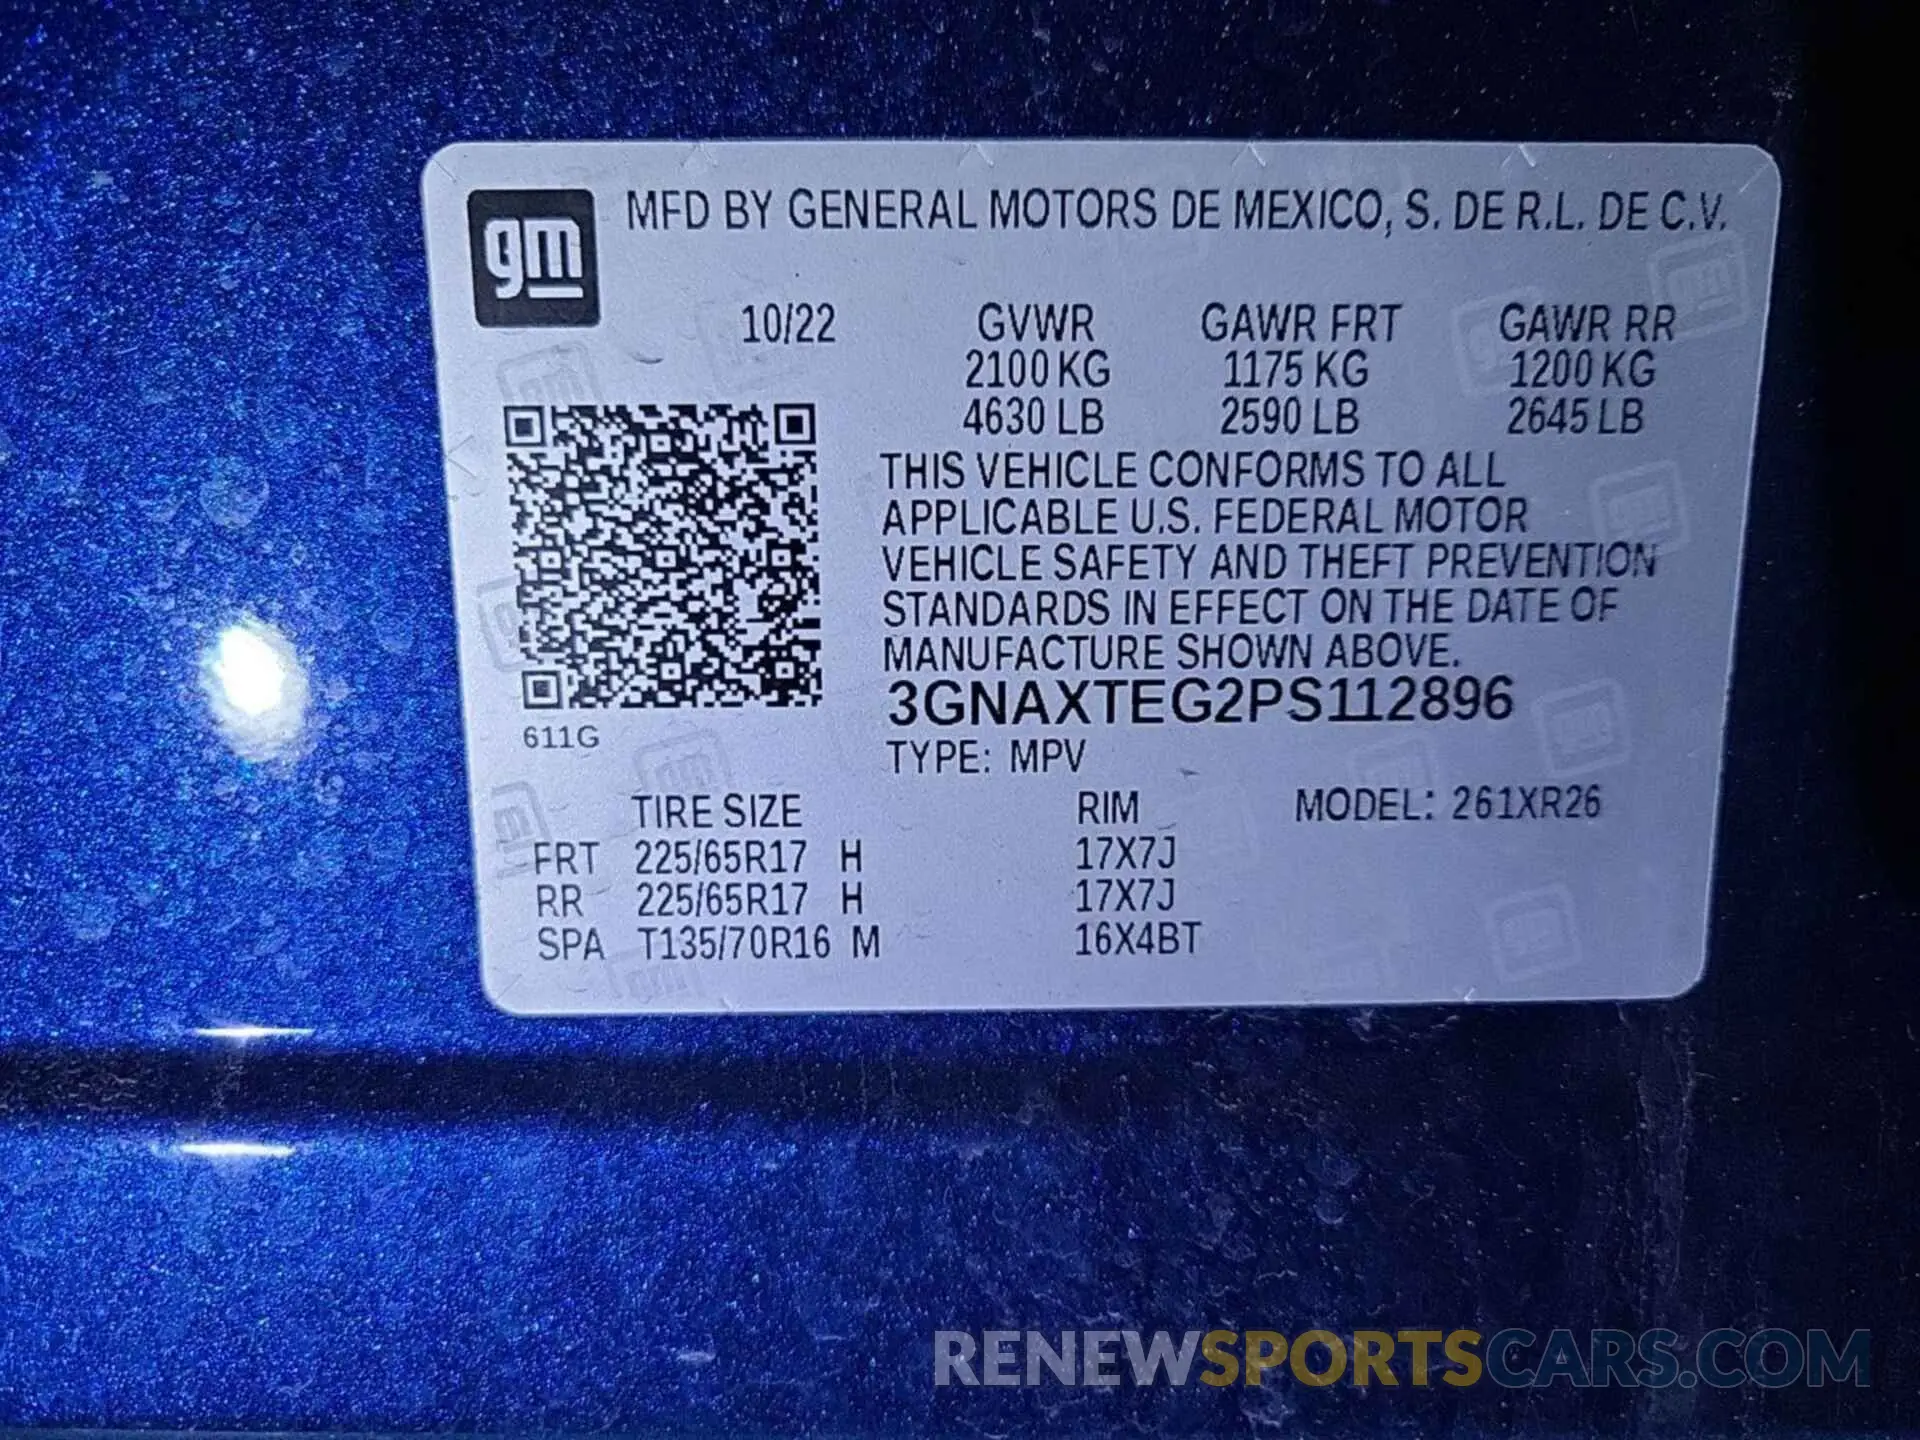 gm
MFD BY GENERAL MOTORS DE MEXICO, S. DE R.L. DE C.V.
10/22 GVWR GAWR FRT GAWR RR
2100 KG 1175 KG 1200 KG
4630 LB 2590 LB 2645 LB
THIS VEHICLE CONFORMS TO ALL
APPLICABLE U.S. FEDERAL MOTOR
VEHICLE SAFETY AND THEFT PREVENTION
STANDARDS IN EFFECT ON THE DATE OF
MANUFACTURE SHOWN ABOVE.
3GNAXTEG2PS112896
611G
TYPE: MPV
TIRE SIZE RIM MODEL: 261XR26
FRT 225/65R17 H 17X7J
RR 225/65R17 H 17X7J
SPA T135/70R16 M 16X4BT
RENEWSPORTSCARS.COM